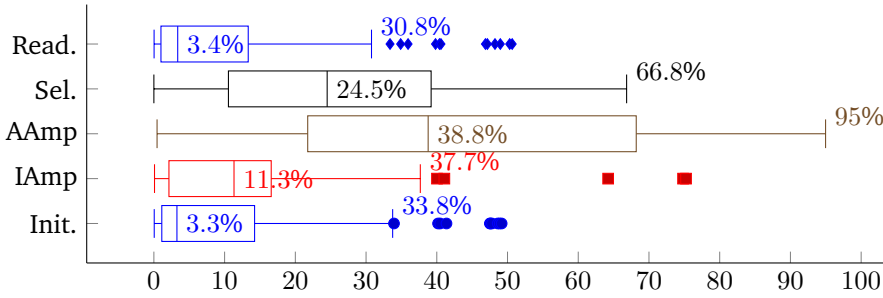 Read. 3.4% 30.8%
Sel. 24.5% 66.8%
AAmp 38.8% 95%
IAmp 11.3% 37.7%
Init. 3.3% 33.8%
0 10 20 30 40 50 60 70 80 90 100